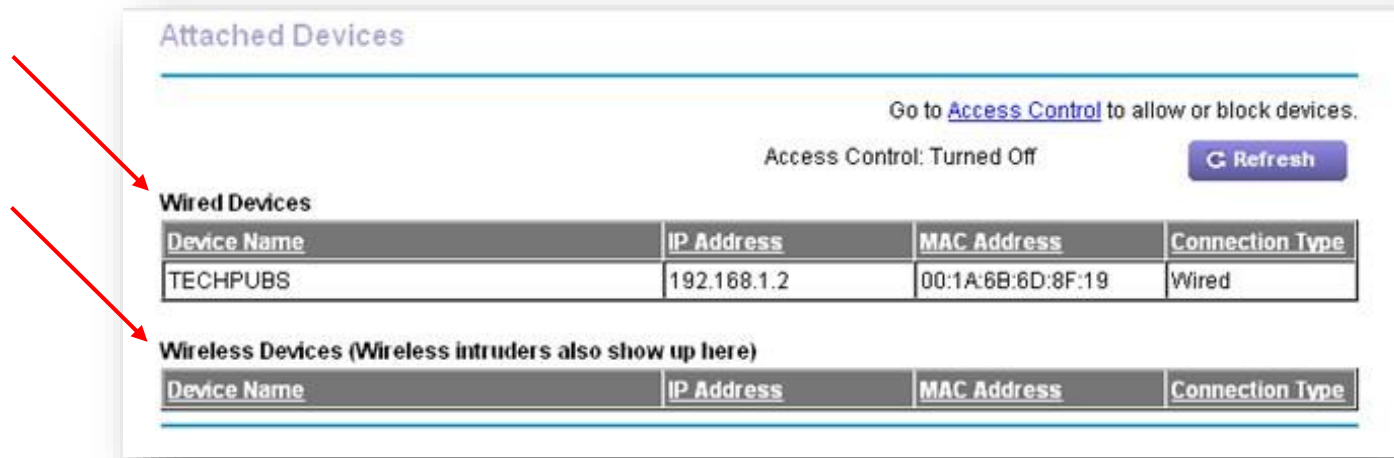 Attached Devices
Go to Access Control to allow or block devices.
Access Control: Turned Off Refresh
Wired Devices
Device Name IP Address MAC Address Connection Type
TECHPUBS 192.168.1.2 00:1A:6B:6D:8F:19 Wired
Wireless Devices (Wireless intruders also show up here)
Device Name IP Address MAC Address Connection Type